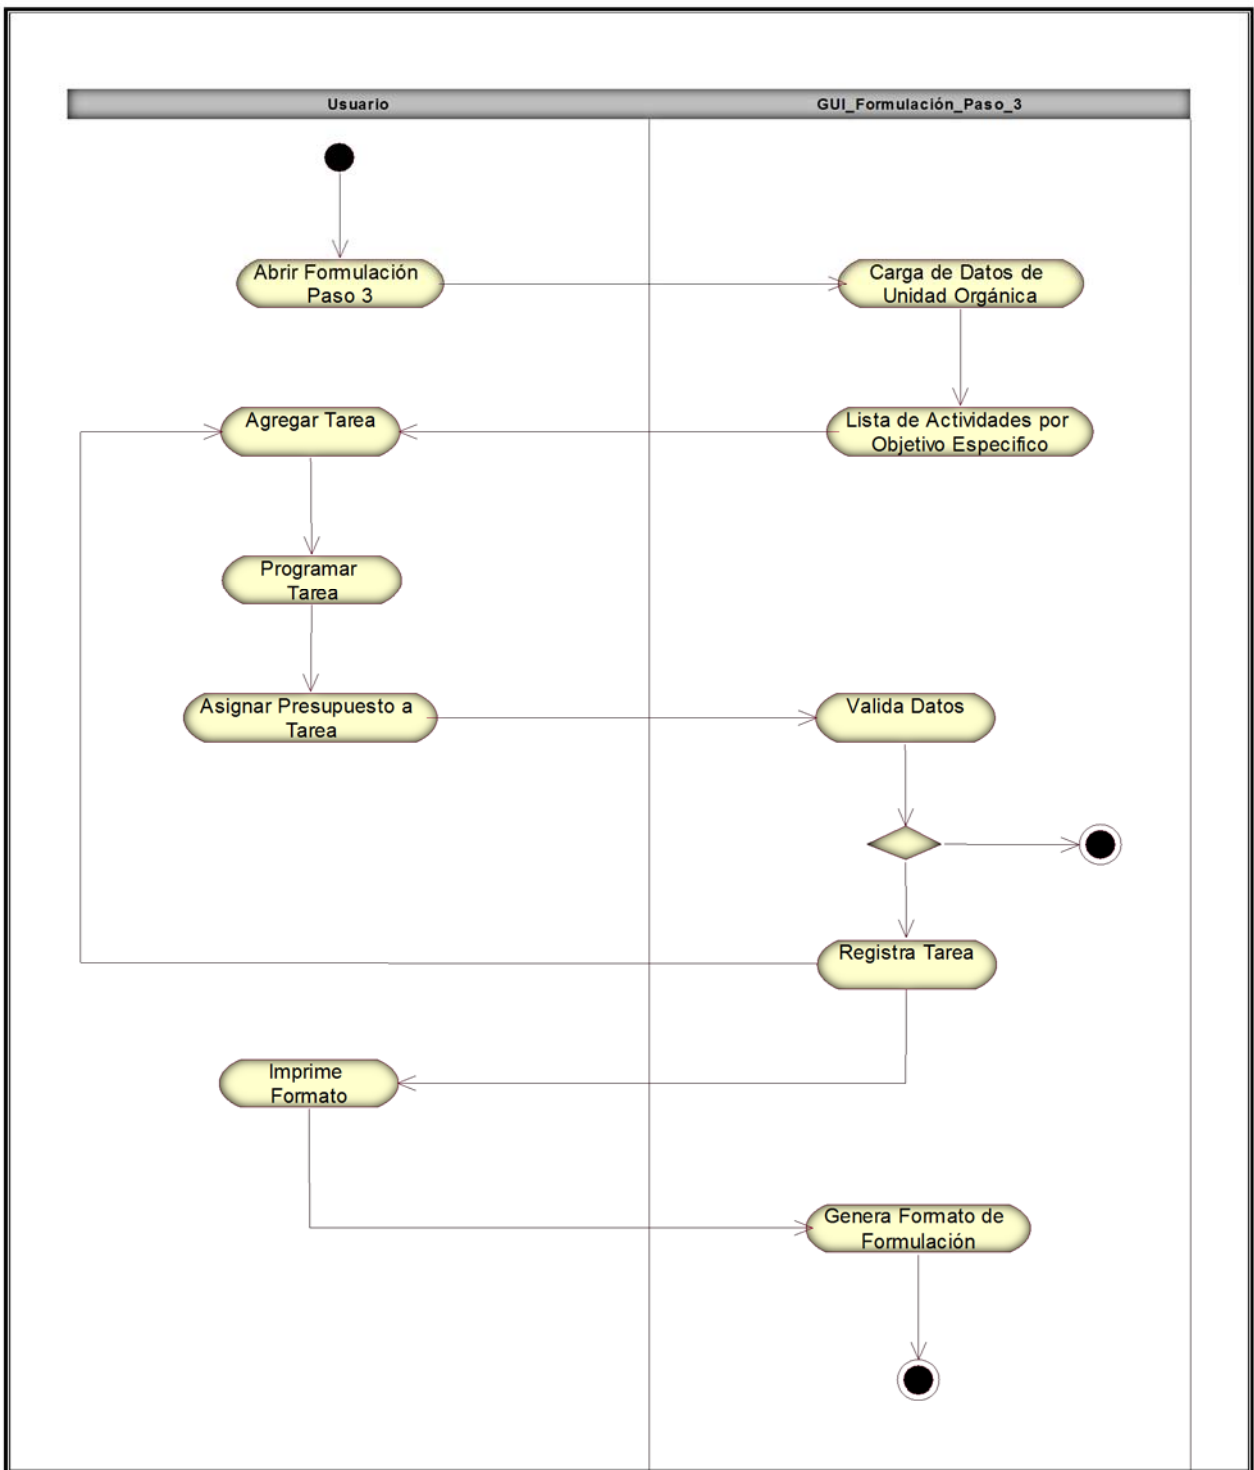 Usuario
GUI_Formulación_Paso_3
Abrir Formulación
Paso 3
Carga de Datos de
Unidad Orgánica
Agregar Tarea
Lista de Actividades por
Objetivo Especifico
Programar
Tarea
Asignar Presupuesto a
Tarea
Valida Datos
Registra Tarea
Imprime
Formato
Genera Formato de
Formulación